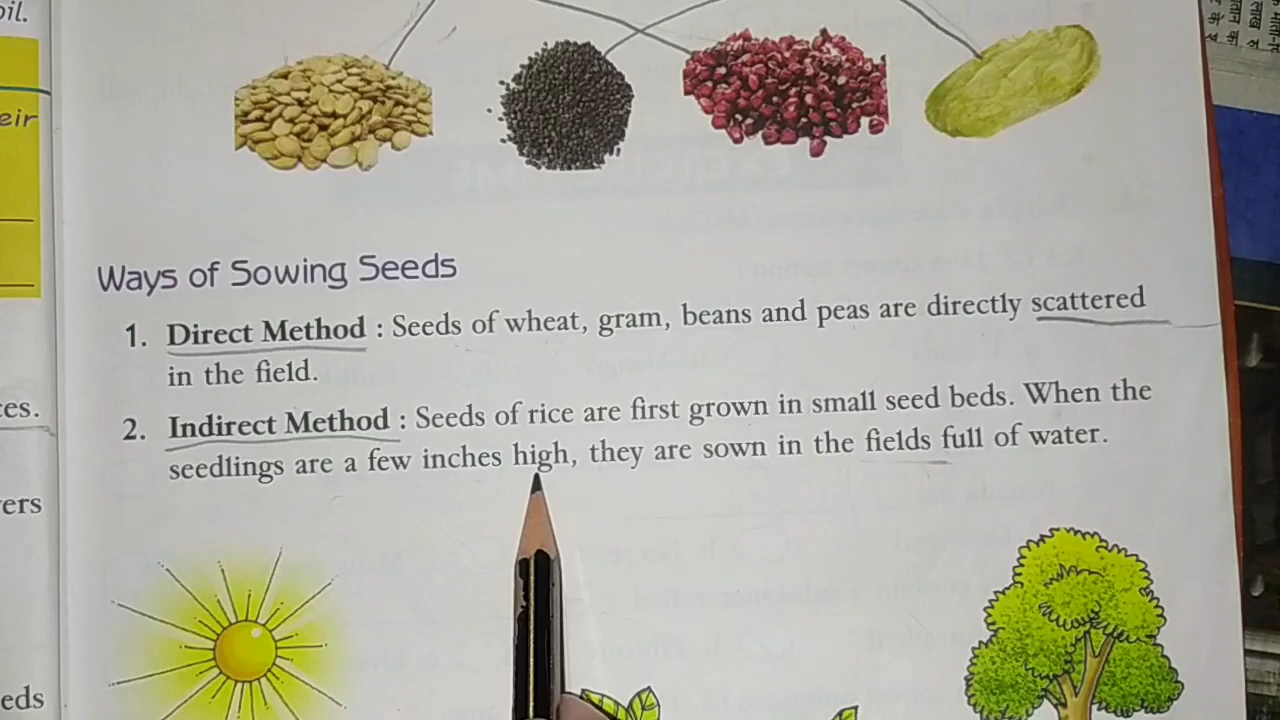 oil.
eir
Ways of Sowing Seeds
1. Direct Method : Seeds of wheat, gram, beans and peas are directly scattered
in the field.
2. Indirect Method : Seeds of rice are first grown in small seed beds. When the
seedlings are a few inches high, they are sown in the fields full of water.
ces.
ers
eds